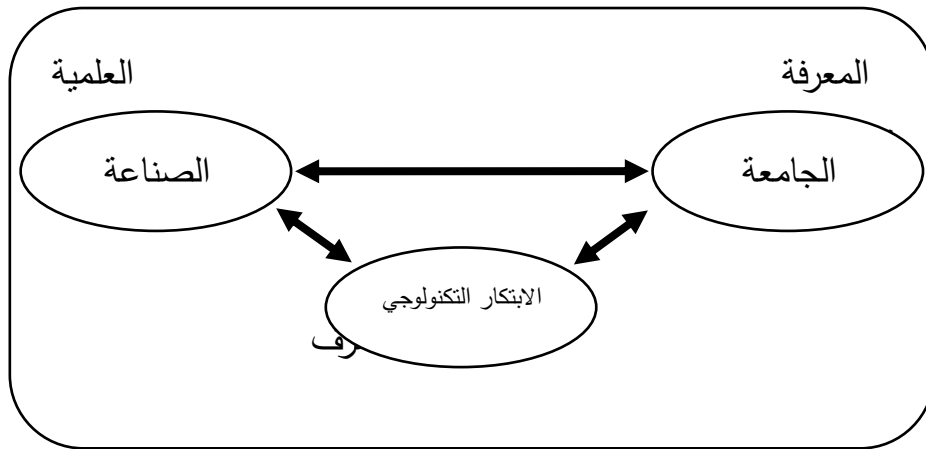 المعرفة العلمية
الجامعة
الصناعة
الابتكار التكنولوجي